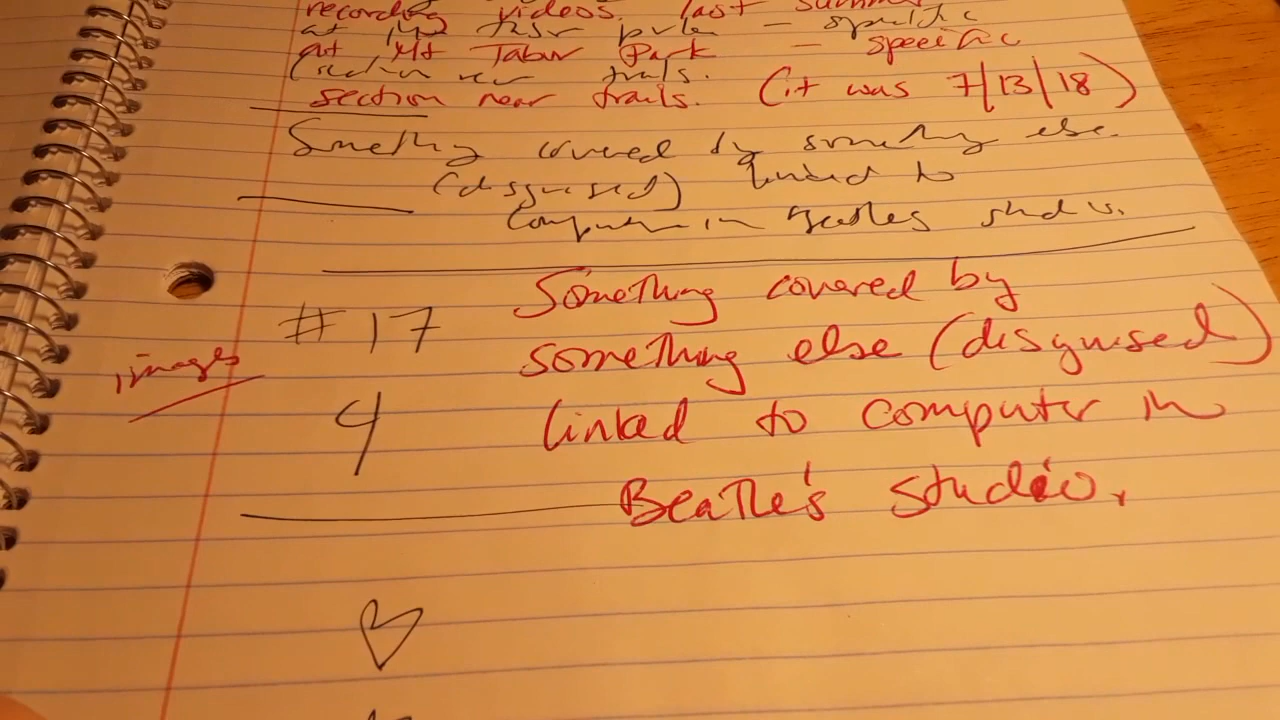 recording videos. last summer
at Mt Tabor Park - specific
at Mt Tabor Park - specific
section near trails.
section near trails. (it was 7/13/18)
Something covered by something else.
(disguised) linked to
Computer in Beatles studio.
Something covered by
#17
something else (disguised)
images
4
linked to computer in
Beatle's studio.